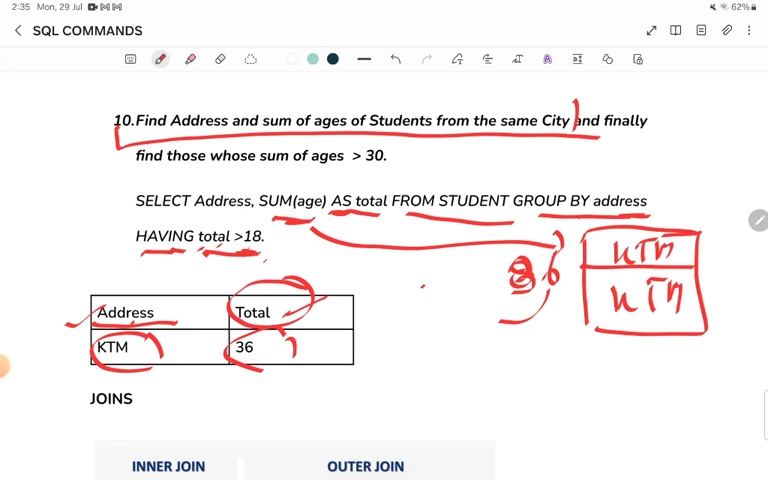 2:35 Mon, 29 Jul
62%
SQL COMMANDS
10.Find Address and sum of ages of Students from the same City and finally
find those whose sum of ages > 30.
SELECT Address, SUM(age) AS total FROM STUDENT GROUP BY address
HAVING total >18.
KTM
36
KTM
Address Total
KTM 36
JOINS
INNER JOIN OUTER JOIN